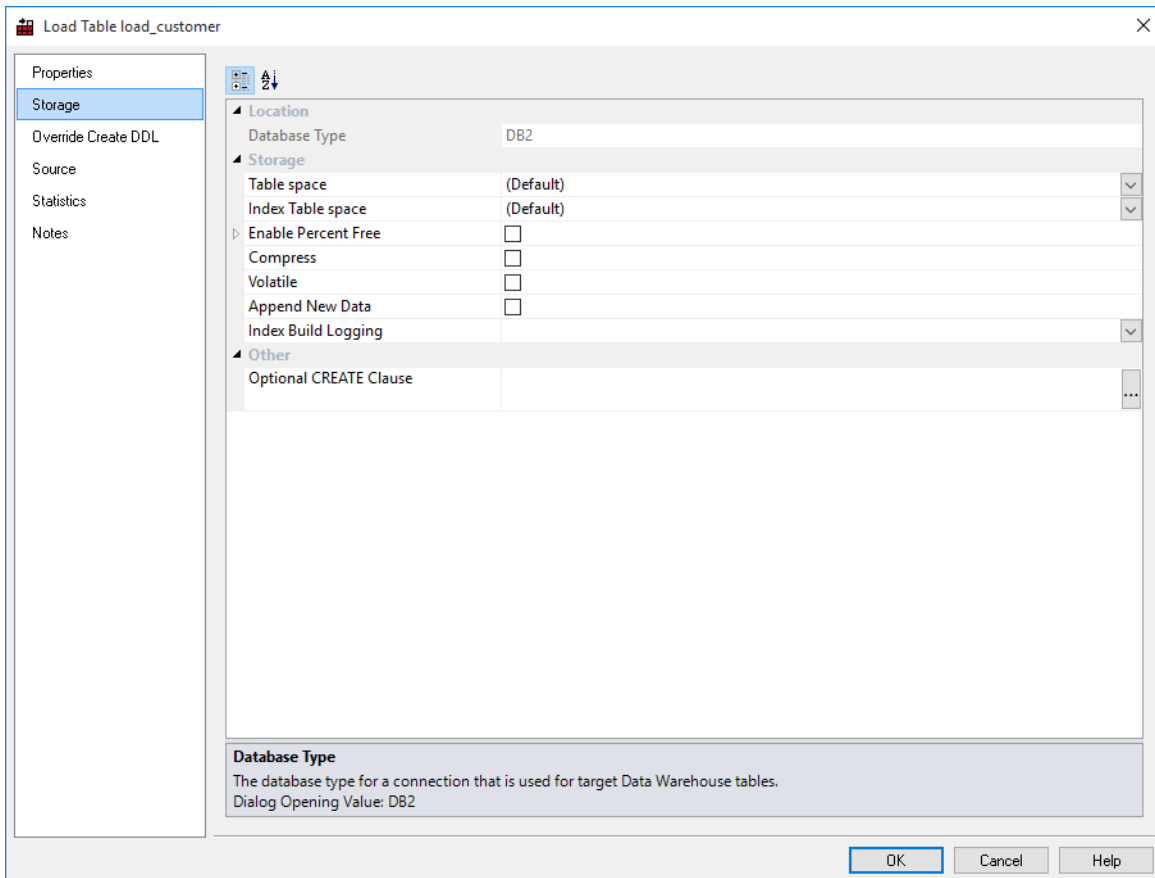 Load Table load_customer
Properties
Storage
Override Create DDL
Source
Statistics
Notes
Location
Database Type DB2
Storage
Table space (Default)
Index Table space (Default)
Enable Percent Free
Compress
Volatile
Append New Data
Index Build Logging
Other
Optional CREATE Clause
...
Database Type
The database type for a connection that is used for target Data Warehouse tables.
Dialog Opening Value: DB2
OK Cancel Help